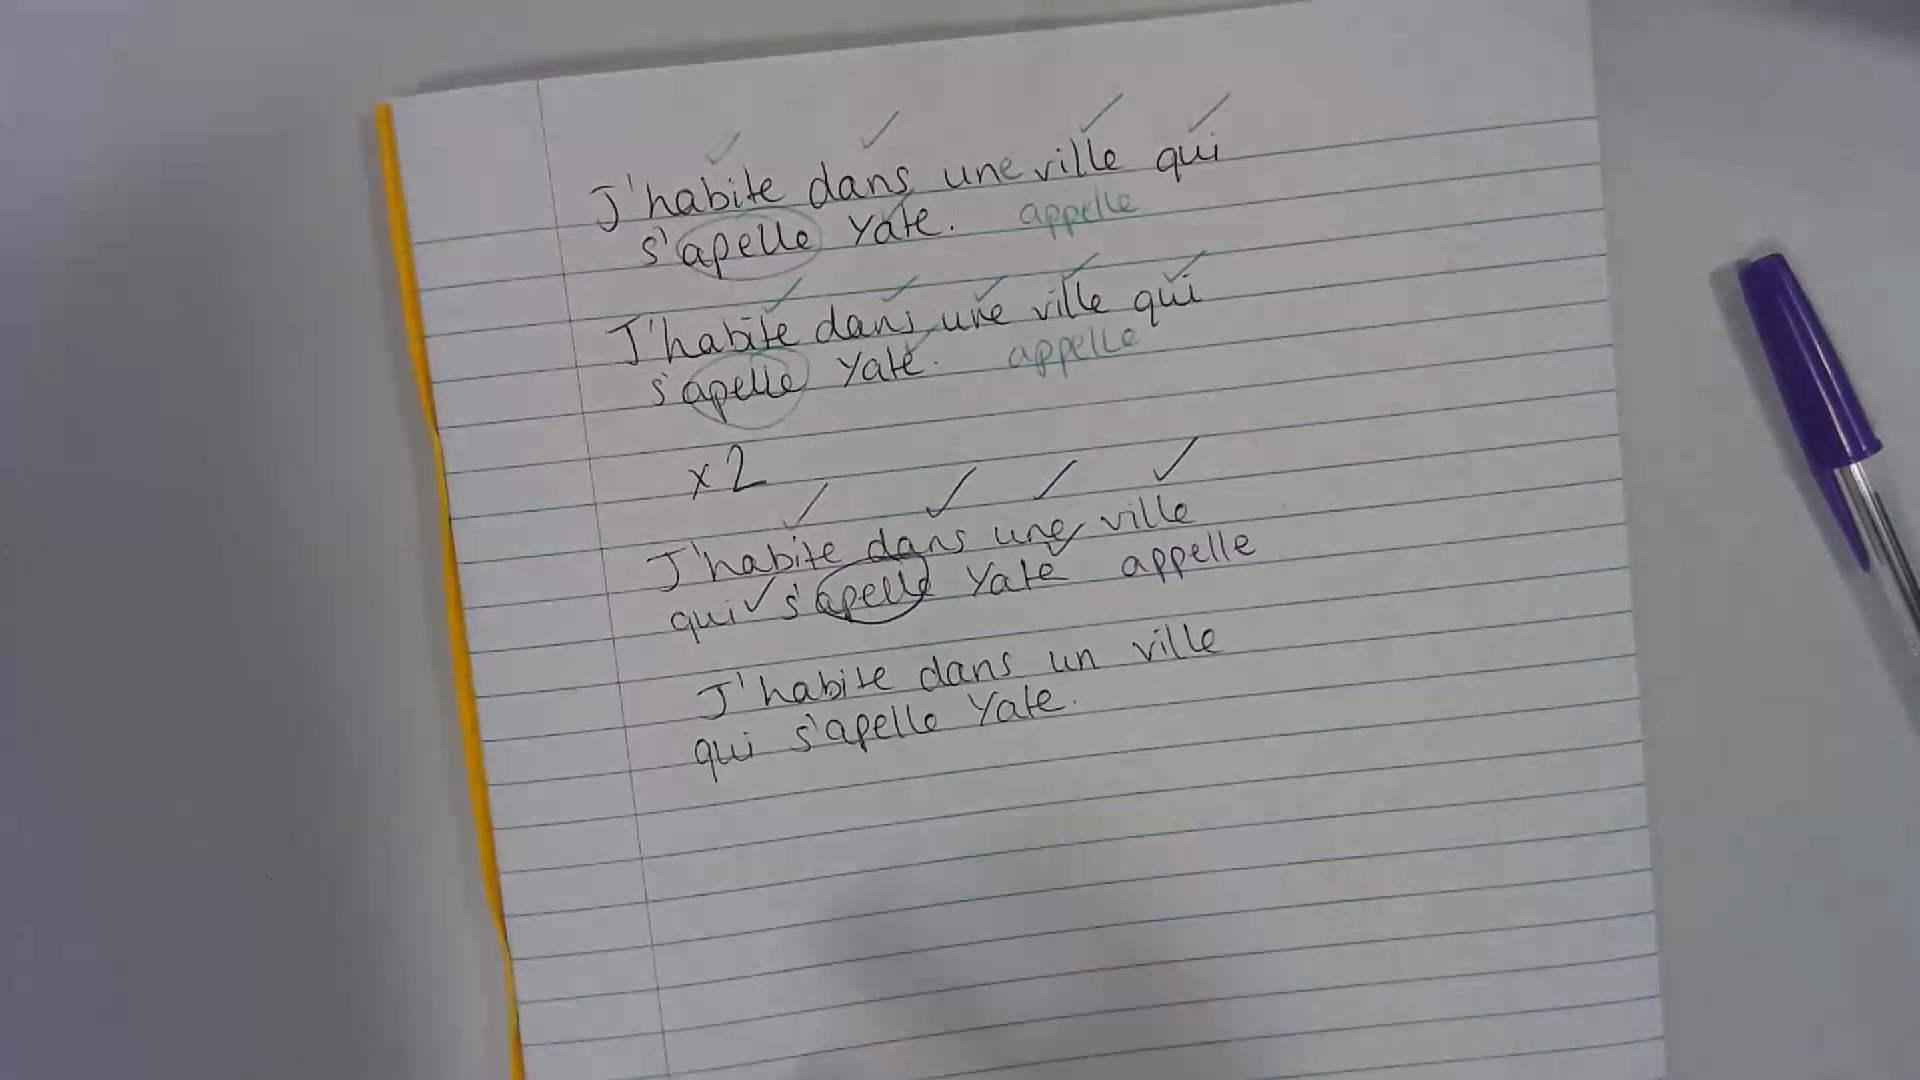 J'habite dans une ville qui
s'apelle Yate. appelle
J'habite dans une ville qui
s'apelle Yate. appelle
x2
J'habite dans une ville
qui s'apelle Yate appelle
J'habite dans un ville
qui s'apelle Yate.